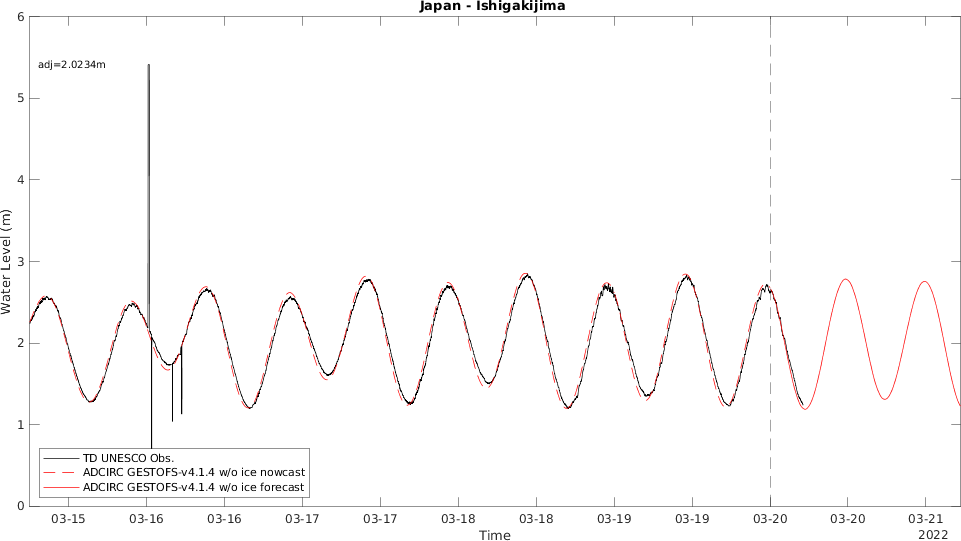 Japan - Ishigakijima
adj=2.0234m
Water Level (m)
6
5
4
3
2
1
0
TD UNESCO Obs.
ADCIRC GESTOFS-v4.1.4 w/o ice nowcast
ADCIRC GESTOFS-v4.1.4 w/o ice forecast
03-15 03-16 03-16 03-17 03-17 03-18 03-18 03-19 03-19 03-20 03-20 03-21
Time
2022